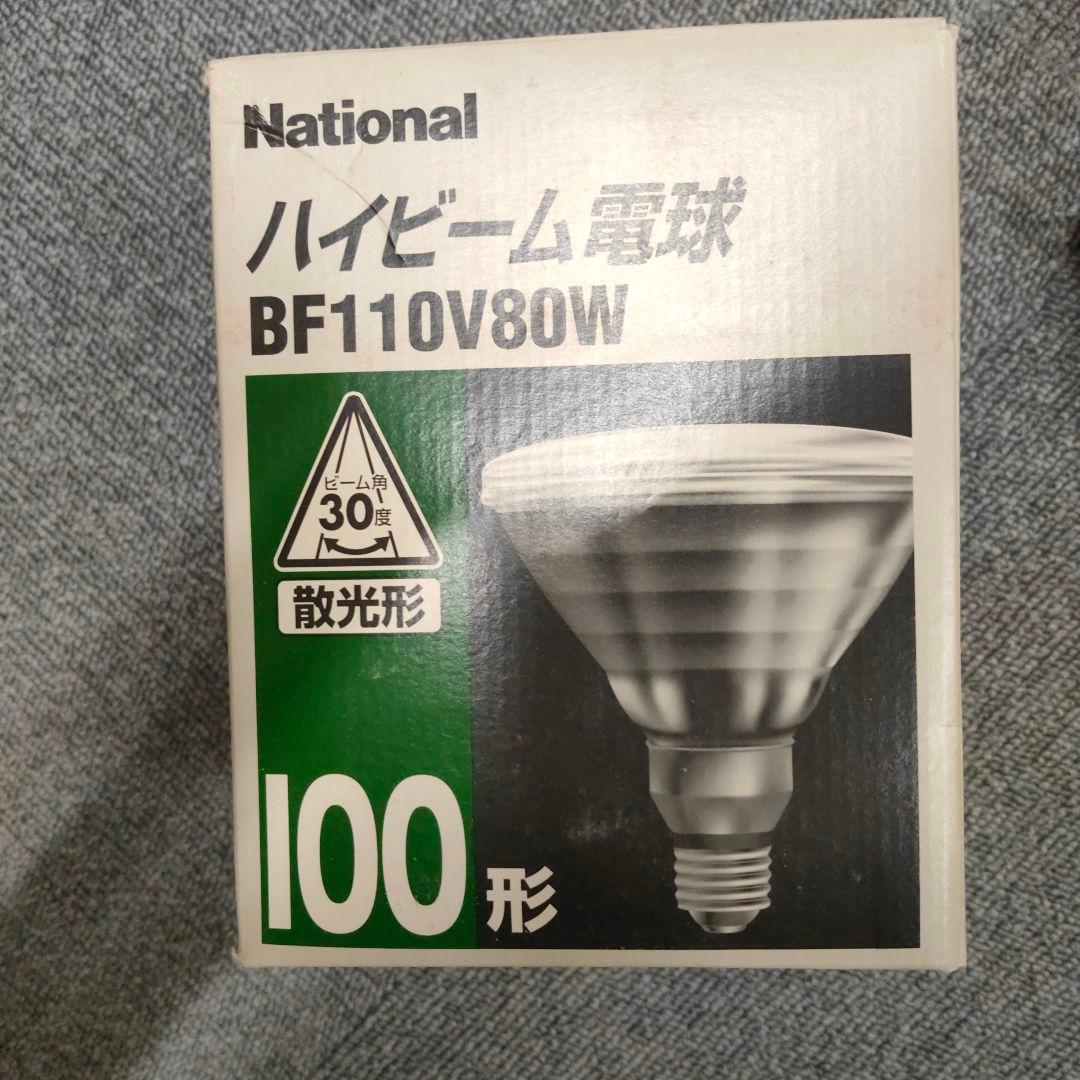 National
ハイビーム電球
BF110V80W
ビーム角
30度
散光形
100形